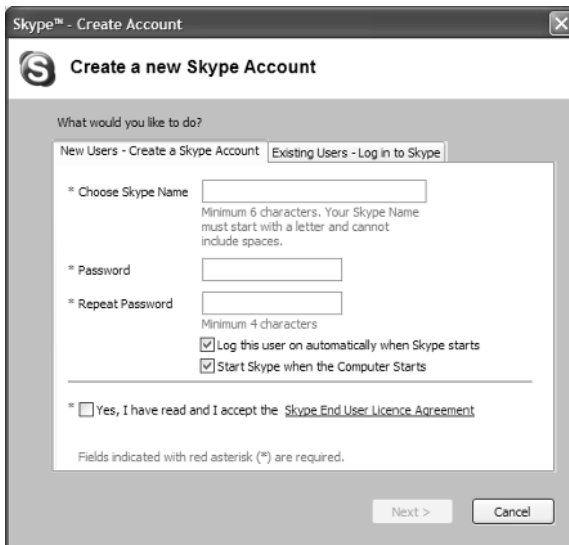 Skype™ - Create Account
Create a new Skype Account
What would you like to do?
New Users - Create a Skype Account
Existing Users - Log in to Skype
* Choose Skype Name
Minimum 6 characters. Your Skype Name
must start with a letter and cannot
include spaces.
* Password
* Repeat Password
Minimum 4 characters
Log this user on automatically when Skype starts
Start Skype when the Computer Starts
* Yes, I have read and I accept the Skype End User Licence Agreement
Fields indicated with red asterisk (*) are required.
Next >
Cancel